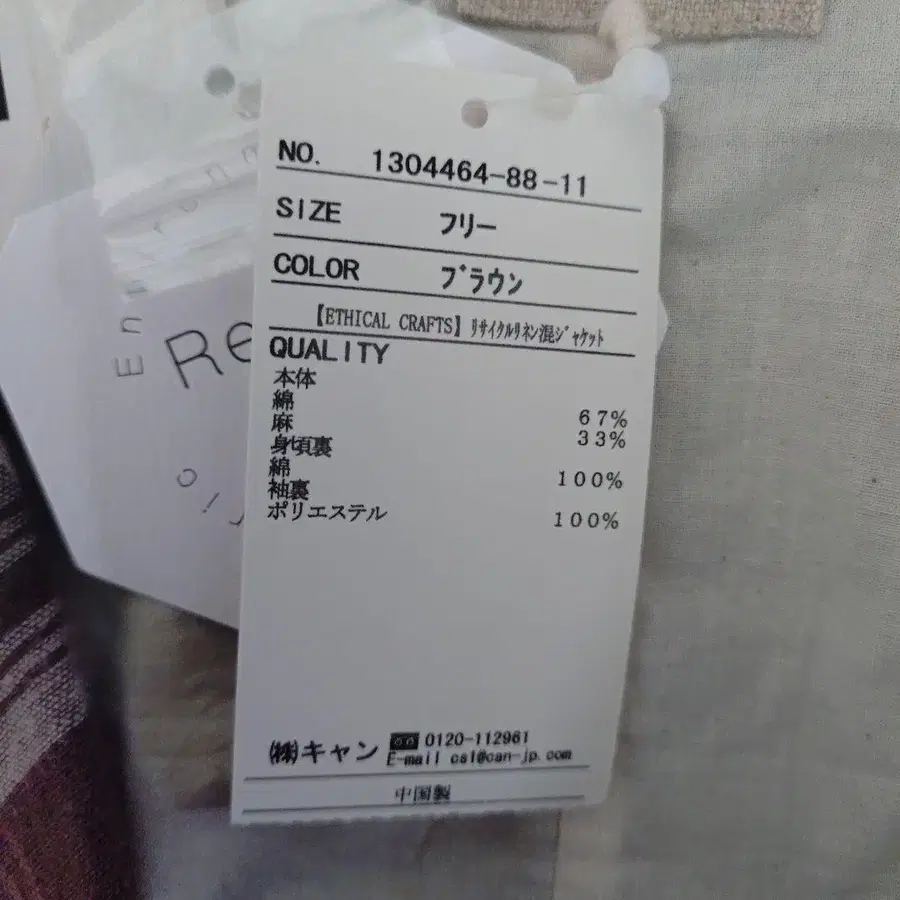 NO. 1304464-88-11
SIZE フリー
COLOR ブラウン
【ETHICAL CRAFTS】リサイクルリネン混ジャケット
QUALITY
本体
綿 67%
麻 33%
身頃裏
綿 100%
袖裏
ポリエステル 100%
㈱キャン 0120-112961
E-mail cs1@can-jp.com
中国製
Re